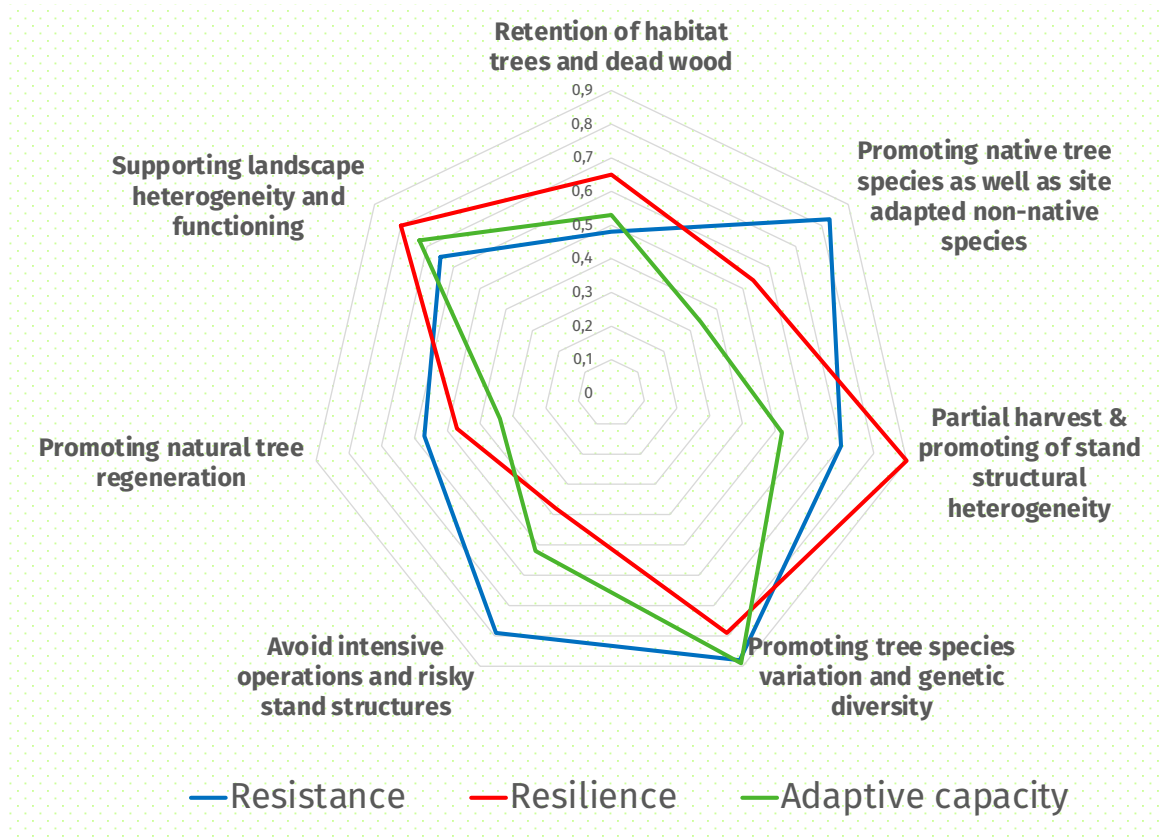 Retention of habitat
trees and dead wood
0,9
0,8
0,7
0,6
0,5
0,4
0,3
0,2
0,1
0
Promoting native tree
species as well as site
adapted non-native
species
Partial harvest &
promoting of stand
structural
heterogeneity
Promoting tree species
variation and genetic
diversity
Avoid intensive
operations and risky
stand structures
Promoting natural tree
regeneration
Supporting landscape
heterogeneity and
functioning
Resistance
Resilience
Adaptive capacity